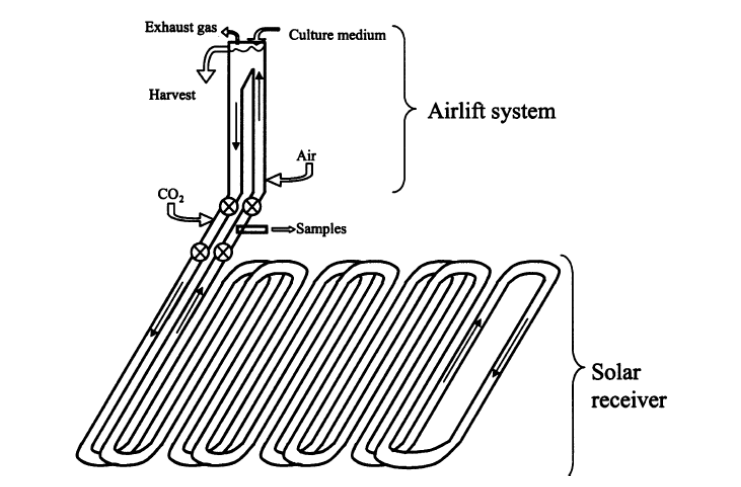 Exhaust gas
Culture medium
Harvest
Airlift system
Air
CO₂
Samples
Solar
receiver